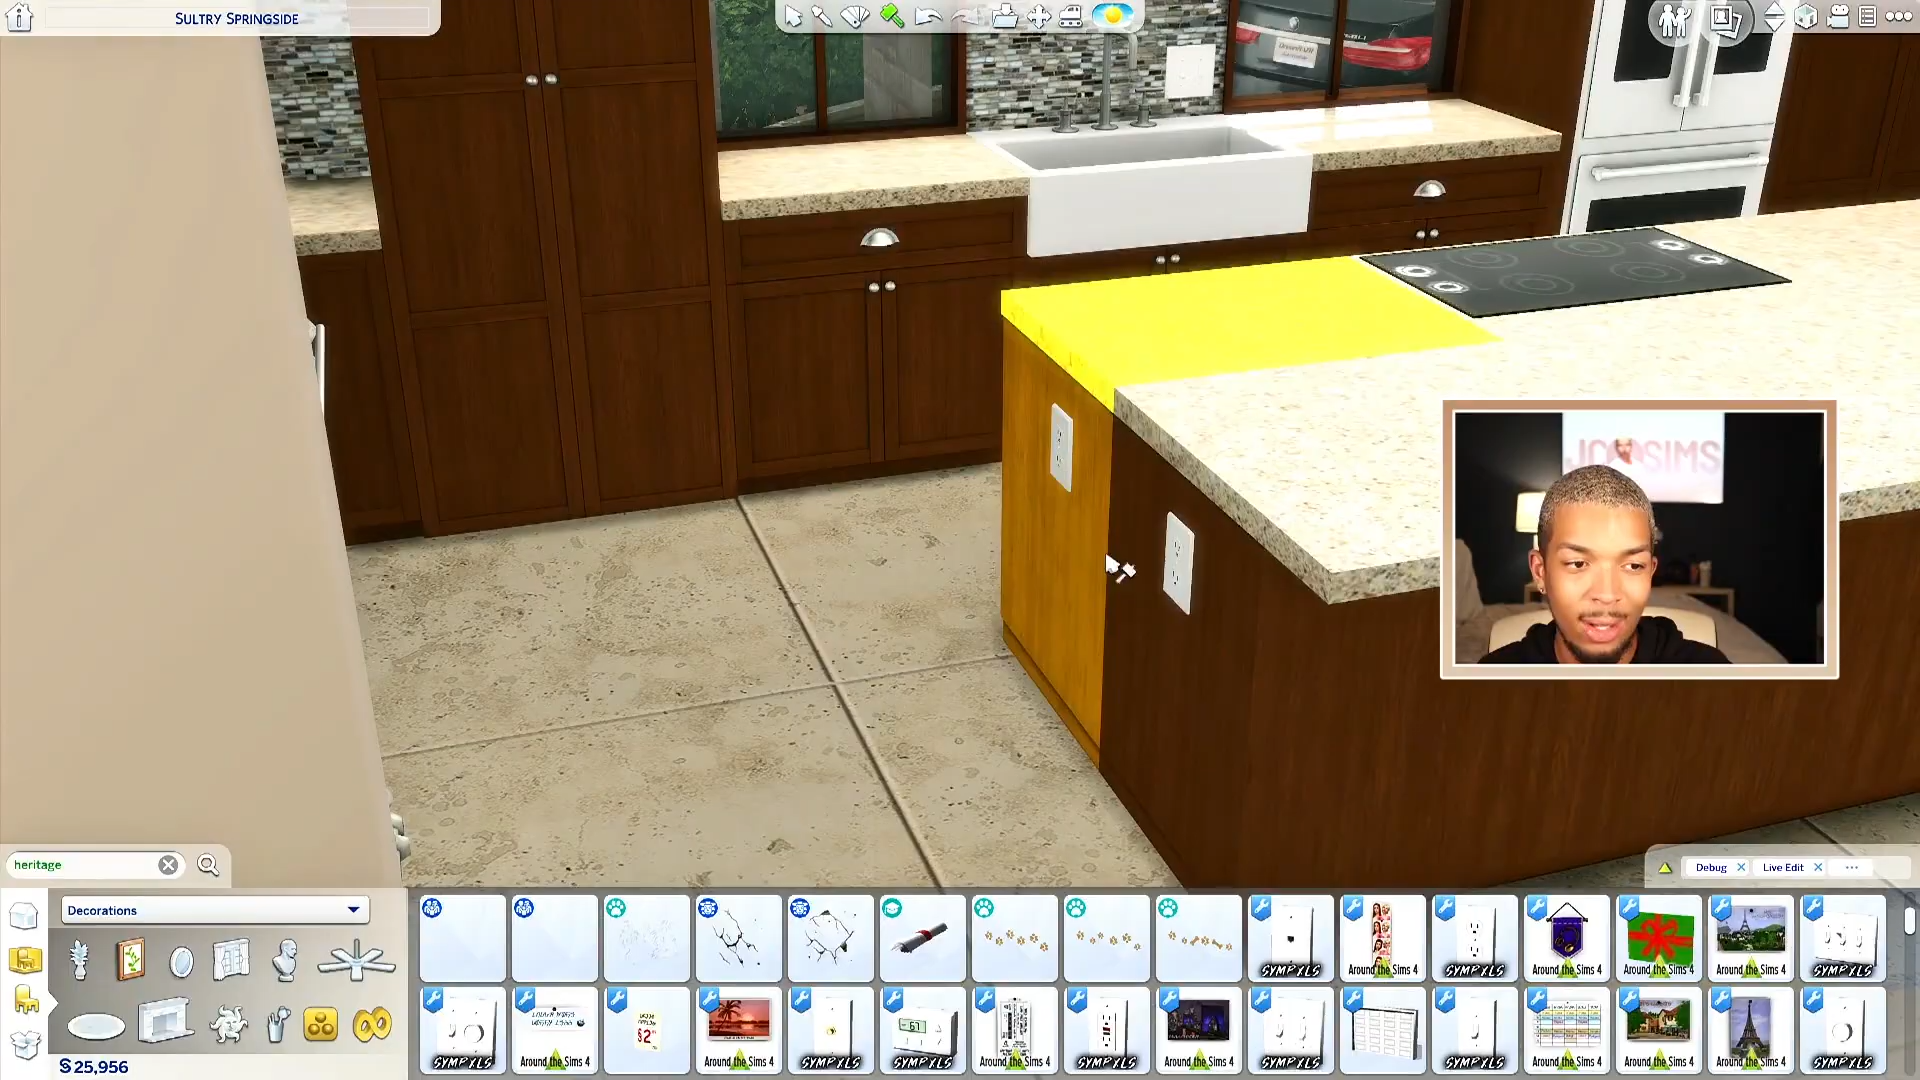 Sultry Springside
JCOSIMS
heritage
Debug
Live Edit
Decorations
SYMPXLS
Around the Sims 4
SYMPXLS
Around the Sims 4
Around the Sims 4
Around the Sims 4
SYMPXLS
SYMPXLS
Around the Sims 4
$2
Around the Sims 4
SYMPXLS
67
SYMPXLS
Around the Sims 4
SYMPXLS
Around the Sims 4
SYMPXLS
SYMPXLS
Around the Sims 4
Around the Sims 4
Around the Sims 4
SYMPXLS
25,956